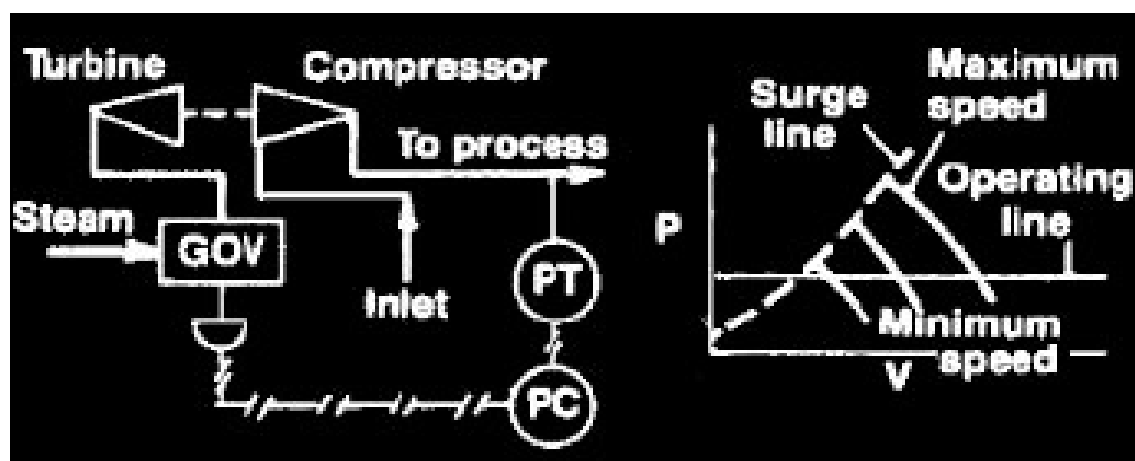 Turbine
Compressor
To process
Steam
GOV
Inlet
PT
PC
Surge
line
Maximum
speed
Operating
line
P
Minimum
speed
V